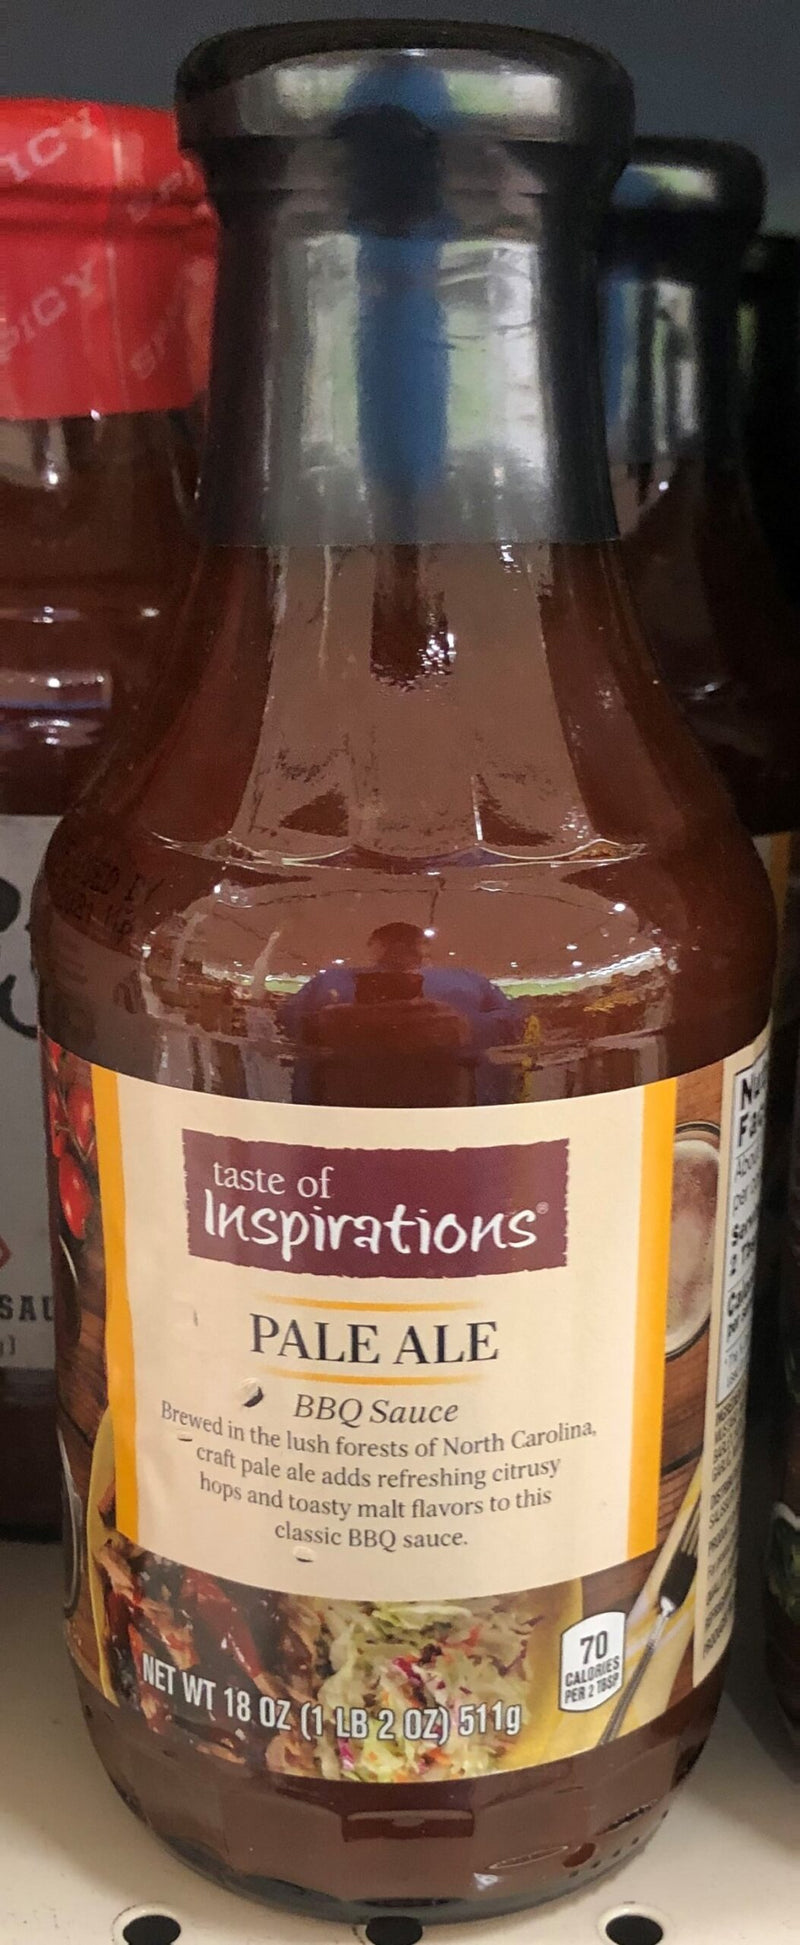 SPICY
taste of
Inspirations®
PALE ALE
BBQ Sauce
Brewed in the lush forests of North Carolina,
craft pale ale adds refreshing citrusy
hops and toasty malt flavors to this
classic BBQ sauce.
70
CALORIES
PER 2 TBSP
NET WT 18 OZ (1 LB 2 OZ) 511g